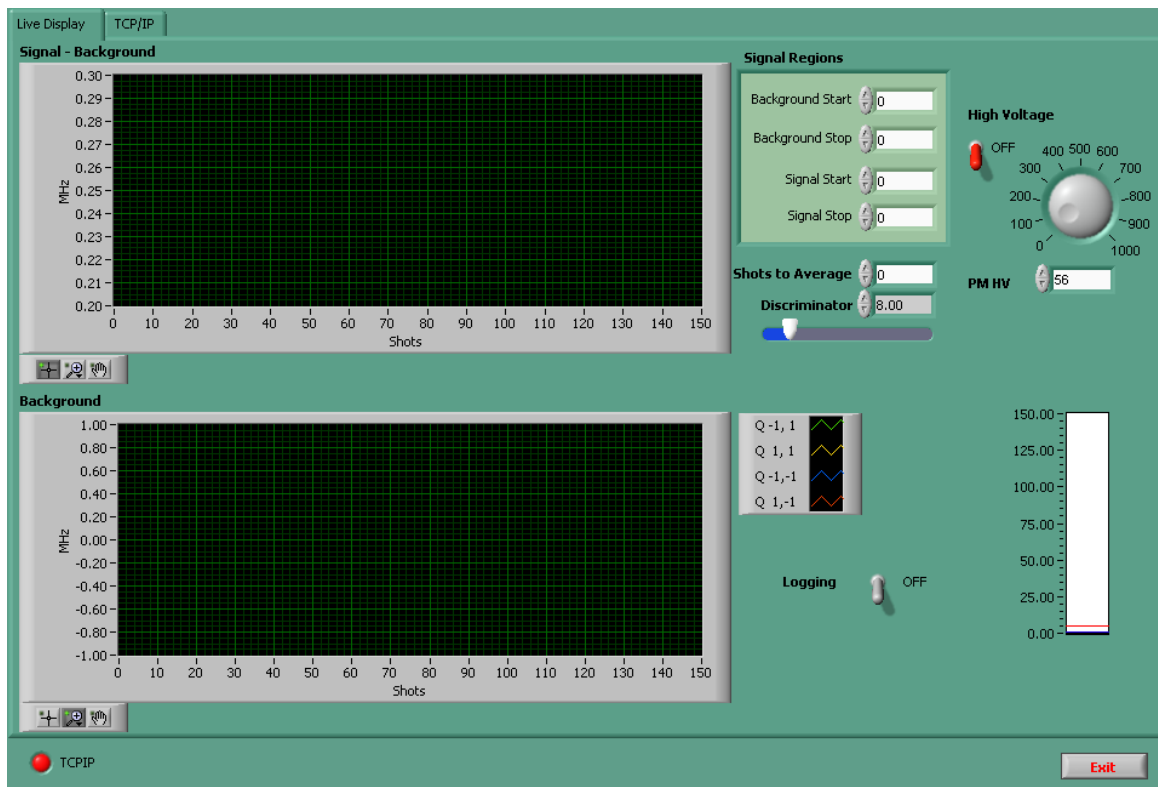 Live Display
TCP/IP
Signal - Background
0.30
0.29
0.28
0.27
0.26
0.25
0.24
0.23
0.22
0.21
0.20
MHz
0 10 20 30 40 50 60 70 80 90 100 110 120 130 140 150
Shots
Signal Regions
Background Start 0
Background Stop 0
Signal Start 0
Signal Stop 0
Shots to Average 0
Discriminator 8.00
High Voltage
OFF
0 100 200 300 400 500 600 700 800 900 1000
PM HV 56
Background
1.00
0.80
0.60
0.40
0.20
0.00
-0.20
-0.40
-0.60
-0.80
-1.00
MHz
0 10 20 30 40 50 60 70 80 90 100 110 120 130 140 150
Shots
Q -1, 1
Q 1, 1
Q -1,-1
Q 1,-1
Logging OFF
150.00
125.00
100.00
75.00
50.00
25.00
0.00
TCPIP
Exit